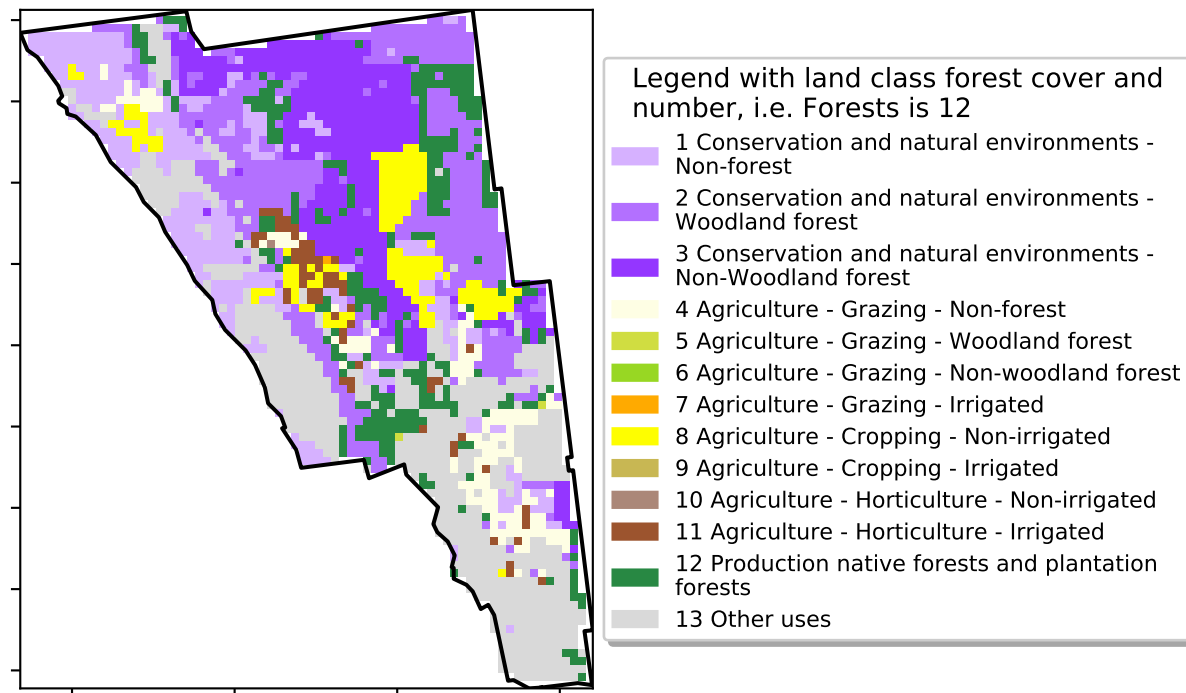 Legend with land class forest cover and
number, i.e. Forests is 12
1 Conservation and natural environments -
Non-forest
2 Conservation and natural environments -
Woodland forest
3 Conservation and natural environments -
Non-Woodland forest
4 Agriculture - Grazing - Non-forest
5 Agriculture - Grazing - Woodland forest
6 Agriculture - Grazing - Non-woodland forest
7 Agriculture - Grazing - Irrigated
8 Agriculture - Cropping - Non-irrigated
9 Agriculture - Cropping - Irrigated
10 Agriculture - Horticulture - Non-irrigated
11 Agriculture - Horticulture - Irrigated
12 Production native forests and plantation
forests
13 Other uses